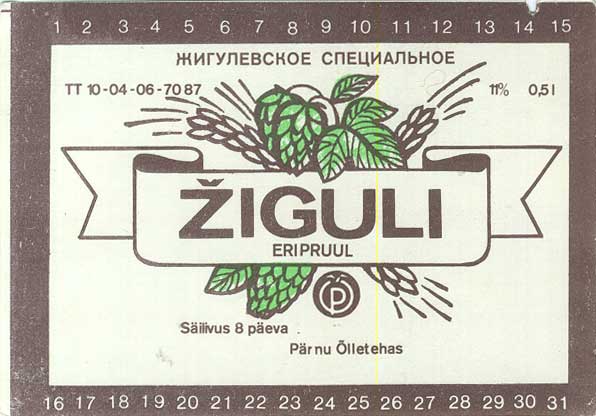 1 2 3 4 5 6 7 8 9 10 11 12 13 14 15
ЖИГУЛЕВСКОЕ СПЕЦИАЛЬНОЕ
ТТ 10-04-06-70 87 11% 0,5 l
ŽIGULI
ERIPRUUL
P
Säilivus 8 päeva
Pärnu Õlletehas
16 17 18 19 20 21 22 23 24 25 26 27 28 29 30 31